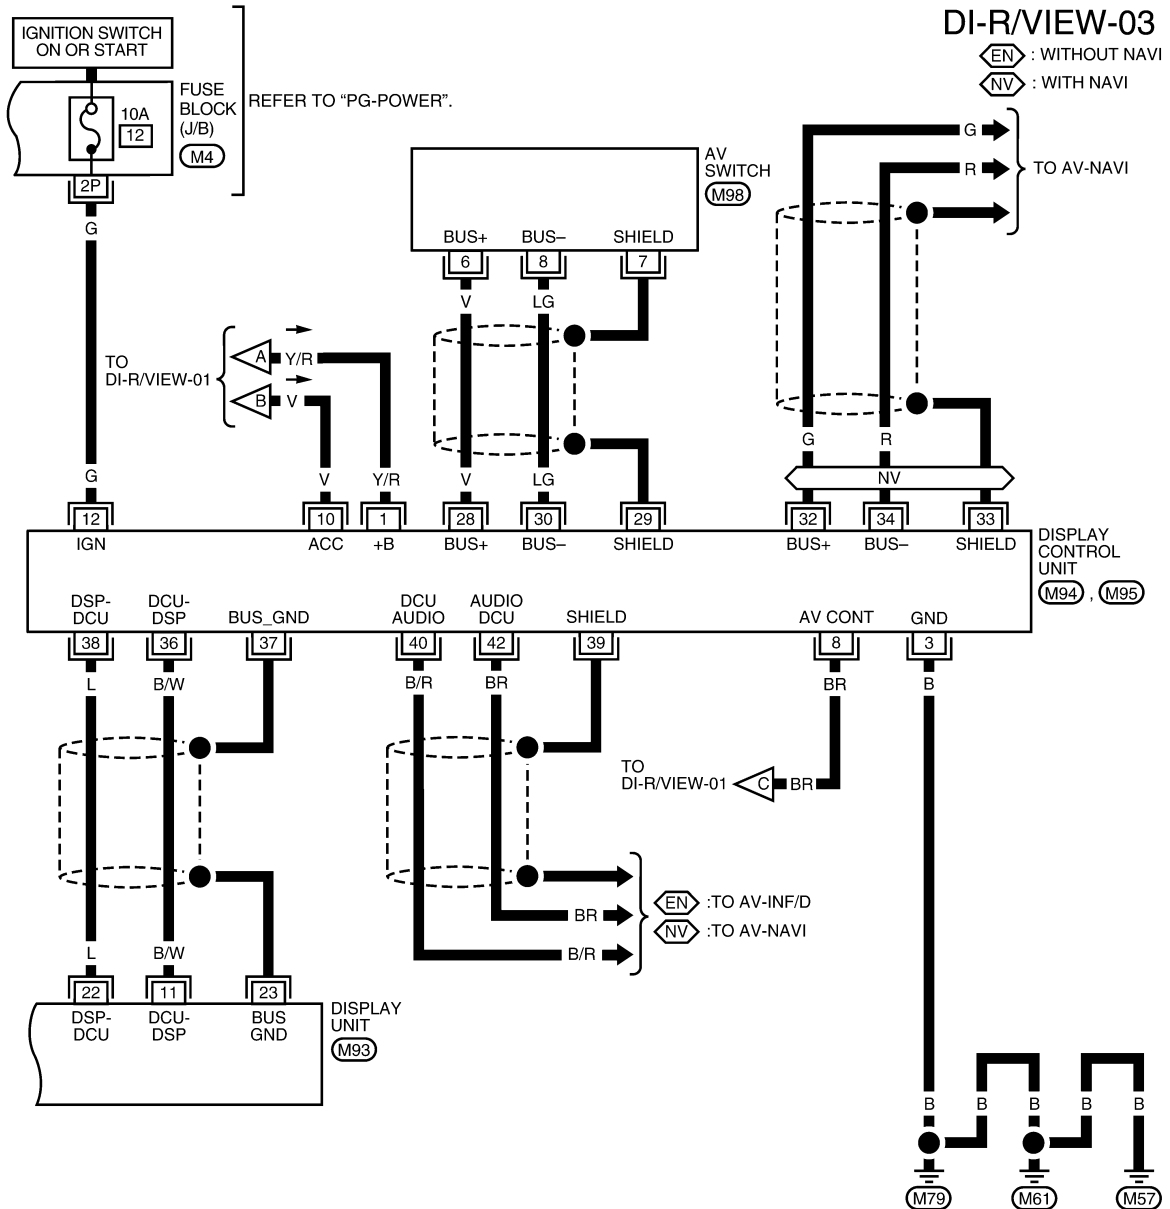 DI-R/VIEW-03
EN : WITHOUT NAVI
NV : WITH NAVI
IGNITION SWITCH
ON OR START
FUSE
BLOCK
(J/B)
M4
10A
12
2P
REFER TO “PG-POWER”.
G
G
TO
DI-R/VIEW-01
A Y/R
B V
V Y/R
AV
SWITCH
M98
BUS+ BUS– SHIELD
6 8 7
V LG
V LG
G
R
TO AV-NAVI
G R
NV
12 10 1 28 30 29 32 34 33
IGN ACC +B BUS+ BUS– SHIELD BUS+ BUS– SHIELD
DISPLAY
CONTROL
UNIT
M94 , M95
DSP-
DCU
DCU-
DSP
BUS_GND
DCU
AUDIO
AUDIO
DCU
SHIELD
AV CONT
GND
38 36 37 40 42 39 8 3
L B/W B/R BR BR B
TO
DI-R/VIEW-01
C BR
EN :TO AV-INF/D
NV :TO AV-NAVI
BR
B/R
L B/W
22 11 23
DSP-
DCU
DCU-
DSP
BUS
GND
DISPLAY
UNIT
M93
B B B B B
M79 M61 M57